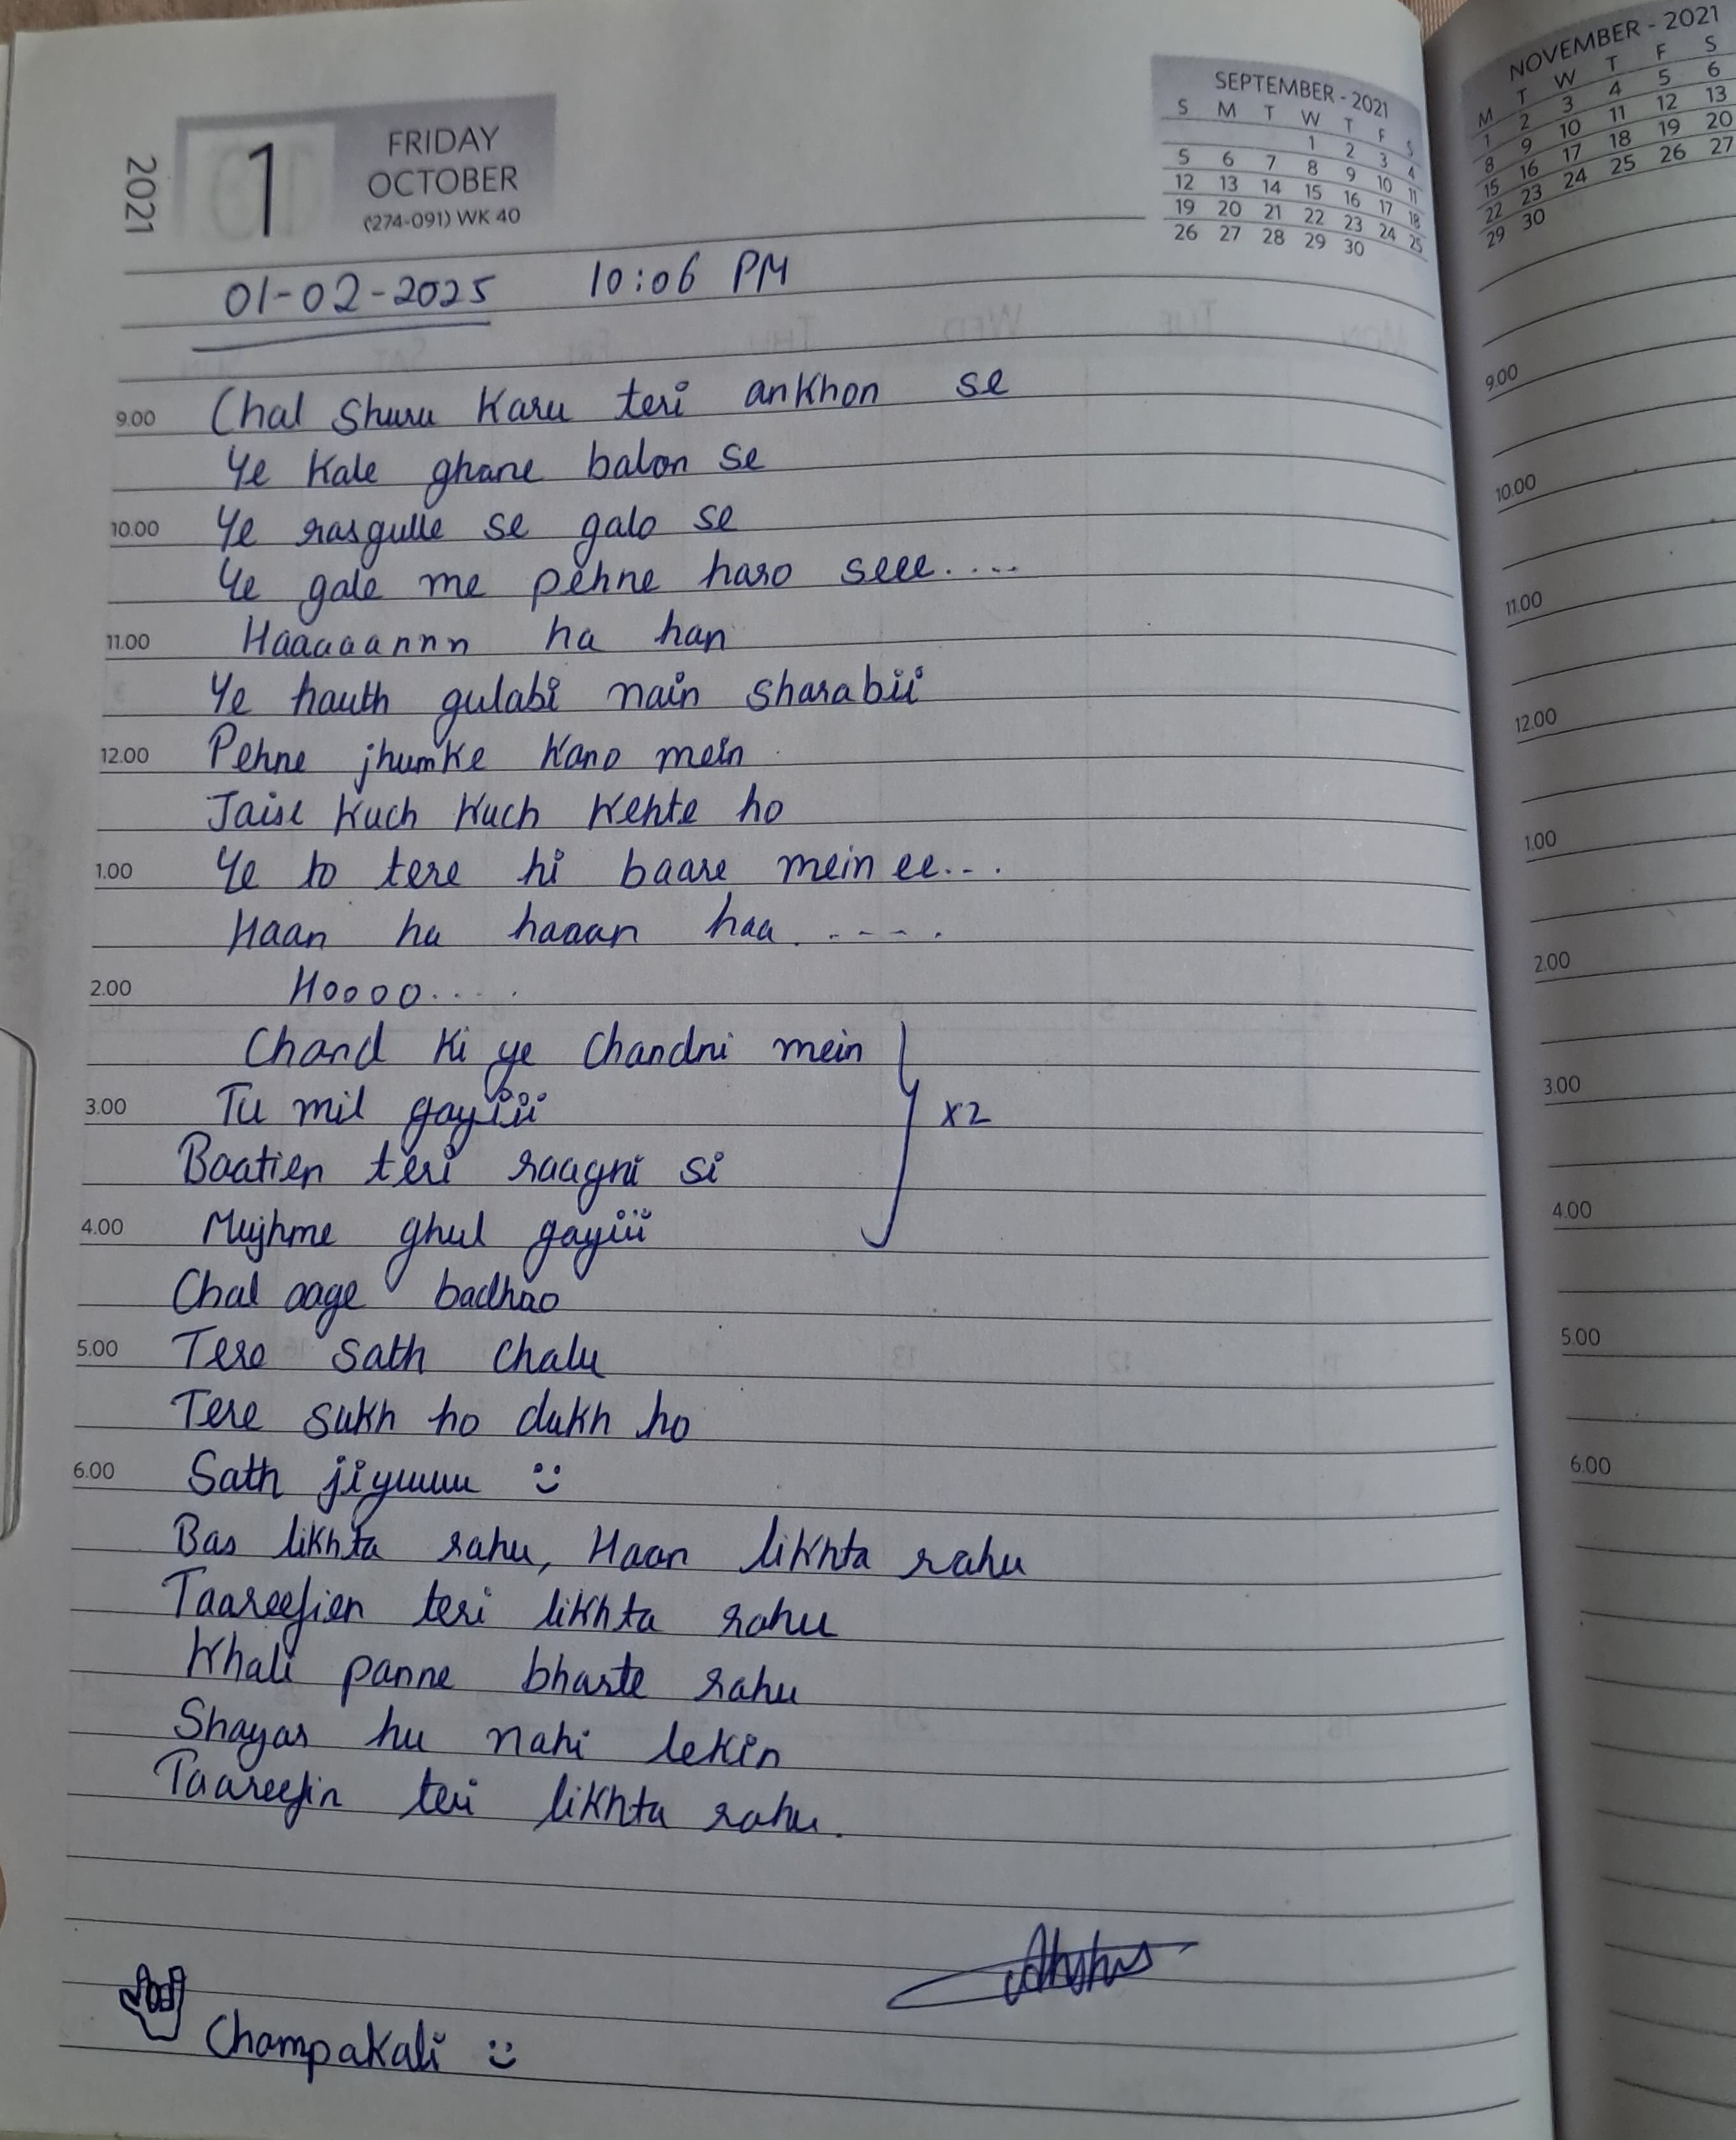 2021
1
FRIDAY
OCTOBER
(274-091) WK 40
SEPTEMBER - 2021
S M T W T F S
1 2 3 4
5 6 7 8 9 10 11
12 13 14 15 16 17 18
19 20 21 22 23 24 25
26 27 28 29 30
01-02-2025 10:06 PM
9.00 Chal Shuru Karu teri ankhon se
Ye Kale ghane balon se
10.00 Ye rasgulle se galo se
Ye gale me pehne haro seee.....
11.00 Haaaaannn ha han
Ye hauth gulabi nain sharabii
12.00 Pehne jhumke Kano mein
Jaise Kuch Kuch Kehte ho
1.00 Ye to tere hi baare mein ee....
Haan ha haaan haa.....
2.00 Hoooo.....
Chand Ki ye Chandni mein
3.00 Tu mil gayiii
x2
Baatien teri raagni si
4.00 Mujhme ghul gayiii
Chal aage badhao
5.00 Tere sath chalu
Tere sukh ho dukh ho
6.00 Sath jiyuuu :)
Bas likhta rahu, Haan likhta rahu
Taareefien teri likhta rahu
Khali panne bharte rahu
Shayar hu nahi lekin
Taareefin teri likhta rahu.
Champakali :)
NOVEMBER - 2021
M T W T F S
1 2 3 4 5 6
8 9 10 11 12 13
15 16 17 18 19 20
22 23 24 25 26 27
29 30
9.00
10.00
11.00
12.00
1.00
2.00
3.00
4.00
5.00
6.00